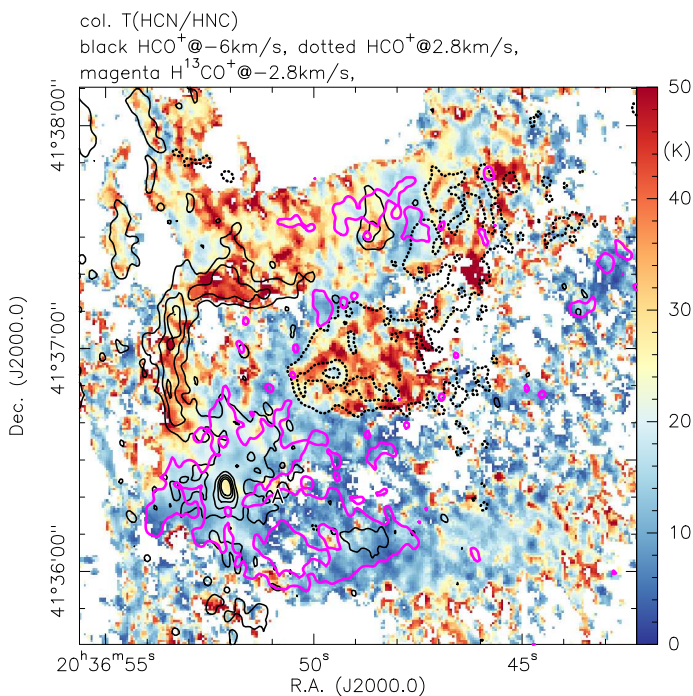 col. T(HCN/HNC)
black HCO⁺@−6km/s, dotted HCO⁺@2.8km/s,
magenta H¹³CO⁺@−2.8km/s,
50
(K)
40
30
20
10
0
41°38'00"
41°37'00"
41°36'00"
Dec. (J2000.0)
A
20ʰ36ᵐ55ˢ
50ˢ
45ˢ
R.A. (J2000.0)